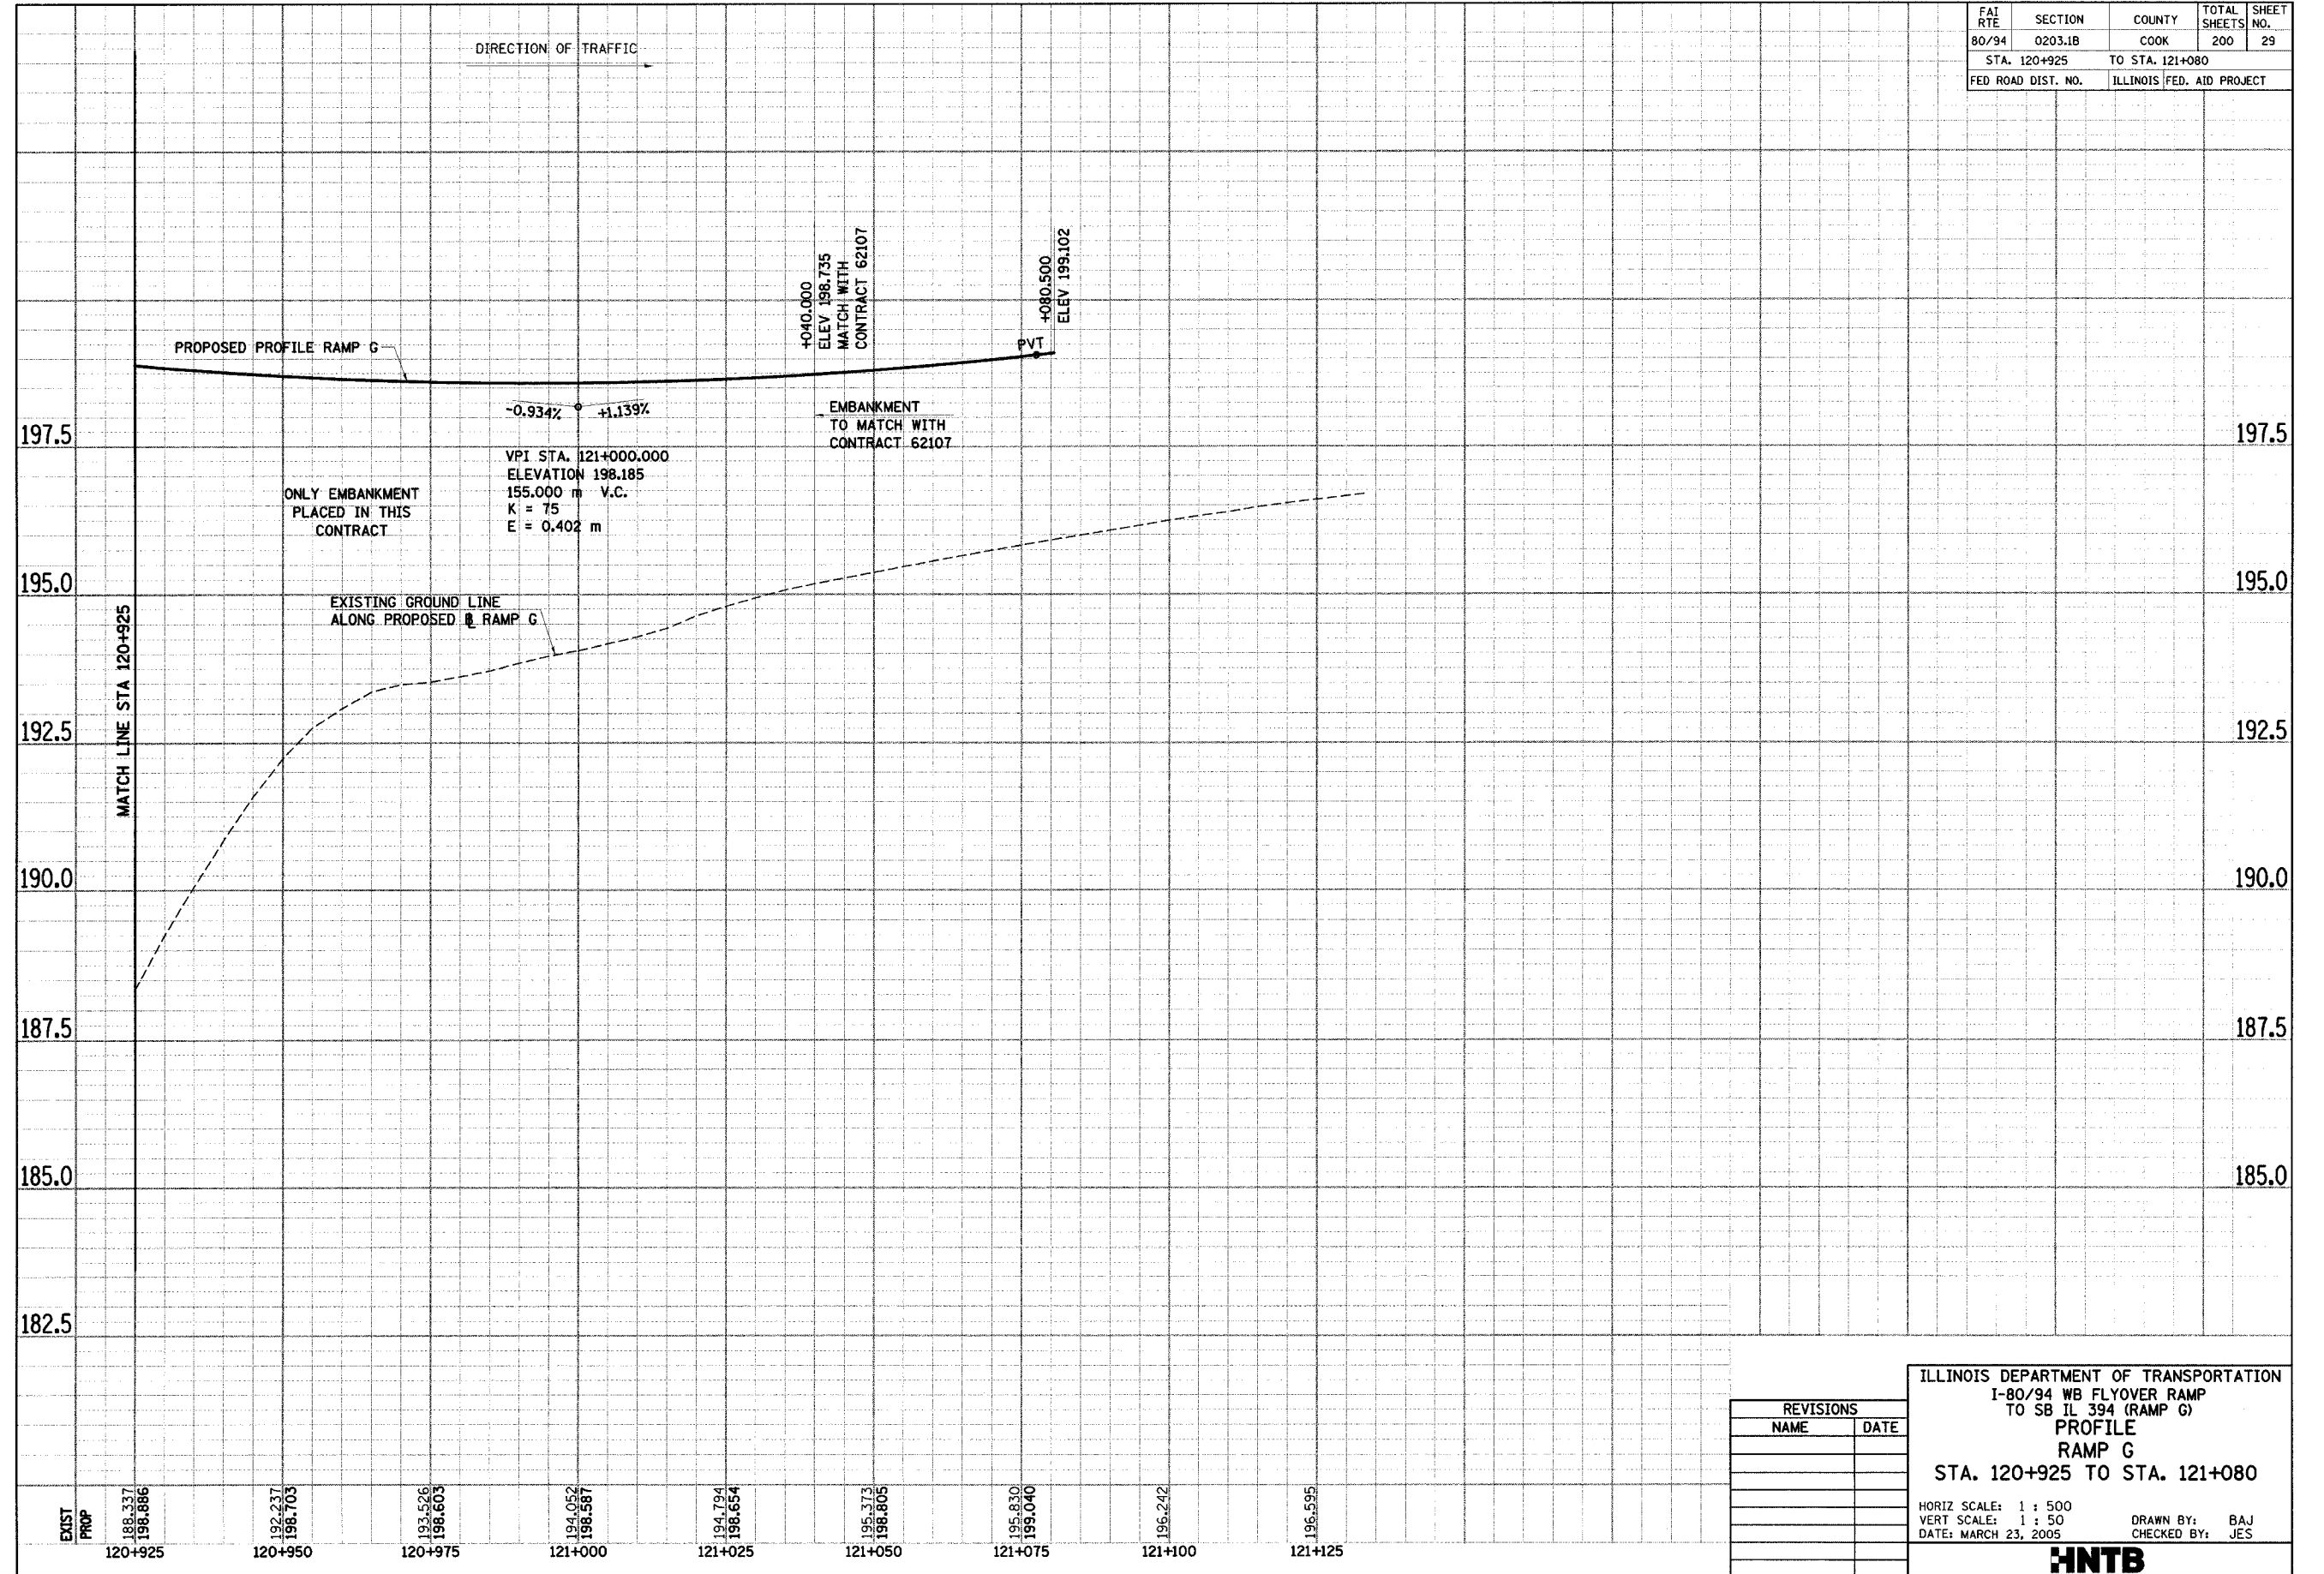 FAI RTE SECTION COUNTY TOTAL SHEETS SHEET NO.
80/94 0203.1B COOK 200 29
STA. 120+925 TO STA. 121+080
FED ROAD DIST. NO. ILLINOIS FED. AID PROJECT
DIRECTION OF TRAFFIC
+040.000
ELEV 198.735
MATCH WITH
CONTRACT 62107
+080.500
ELEV 199.102
PROPOSED PROFILE RAMP G
PVT
-0.934% +1.139%
EMBANKMENT
TO MATCH WITH
CONTRACT 62107
197.5 197.5
VPI STA. 121+000.000
ELEVATION 198.185
155.000 m V.C.
K = 75
E = 0.402 m
ONLY EMBANKMENT
PLACED IN THIS
CONTRACT
195.0 195.0
EXISTING GROUND LINE
ALONG PROPOSED ⅊ RAMP G
MATCH LINE STA 120+925
192.5 192.5
190.0 190.0
187.5 187.5
185.0 185.0
182.5
EXIST 188.337 192.237 193.526 194.052 194.794 195.373 195.830 196.242 196.595
PROP 198.886 198.703 198.603 198.587 198.654 198.805 199.040
120+925 120+950 120+975 121+000 121+025 121+050 121+075 121+100 121+125
REVISIONS
NAME DATE
ILLINOIS DEPARTMENT OF TRANSPORTATION
I-80/94 WB FLYOVER RAMP
TO SB IL 394 (RAMP G)
PROFILE
RAMP G
STA. 120+925 TO STA. 121+080
HORIZ SCALE: 1 : 500
VERT SCALE: 1 : 50 DRAWN BY: BAJ
DATE: MARCH 23, 2005 CHECKED BY: JES
HNTB